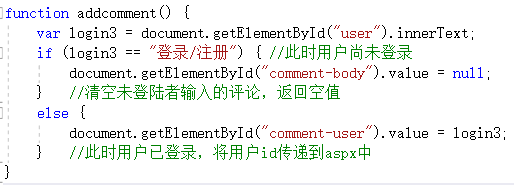 function addcomment() {
    var login3 = document.getElementById("user").innerText;
    if (login3 == "登录/注册") { //此时用户尚未登录
        document.getElementById("comment-body").value = null;
    }   //清空未登陆者输入的评论，返回空值
    else {
        document.getElementById("comment-user").value = login3;
    }   //此时用户已登录，将用户id传递到aspx中
}